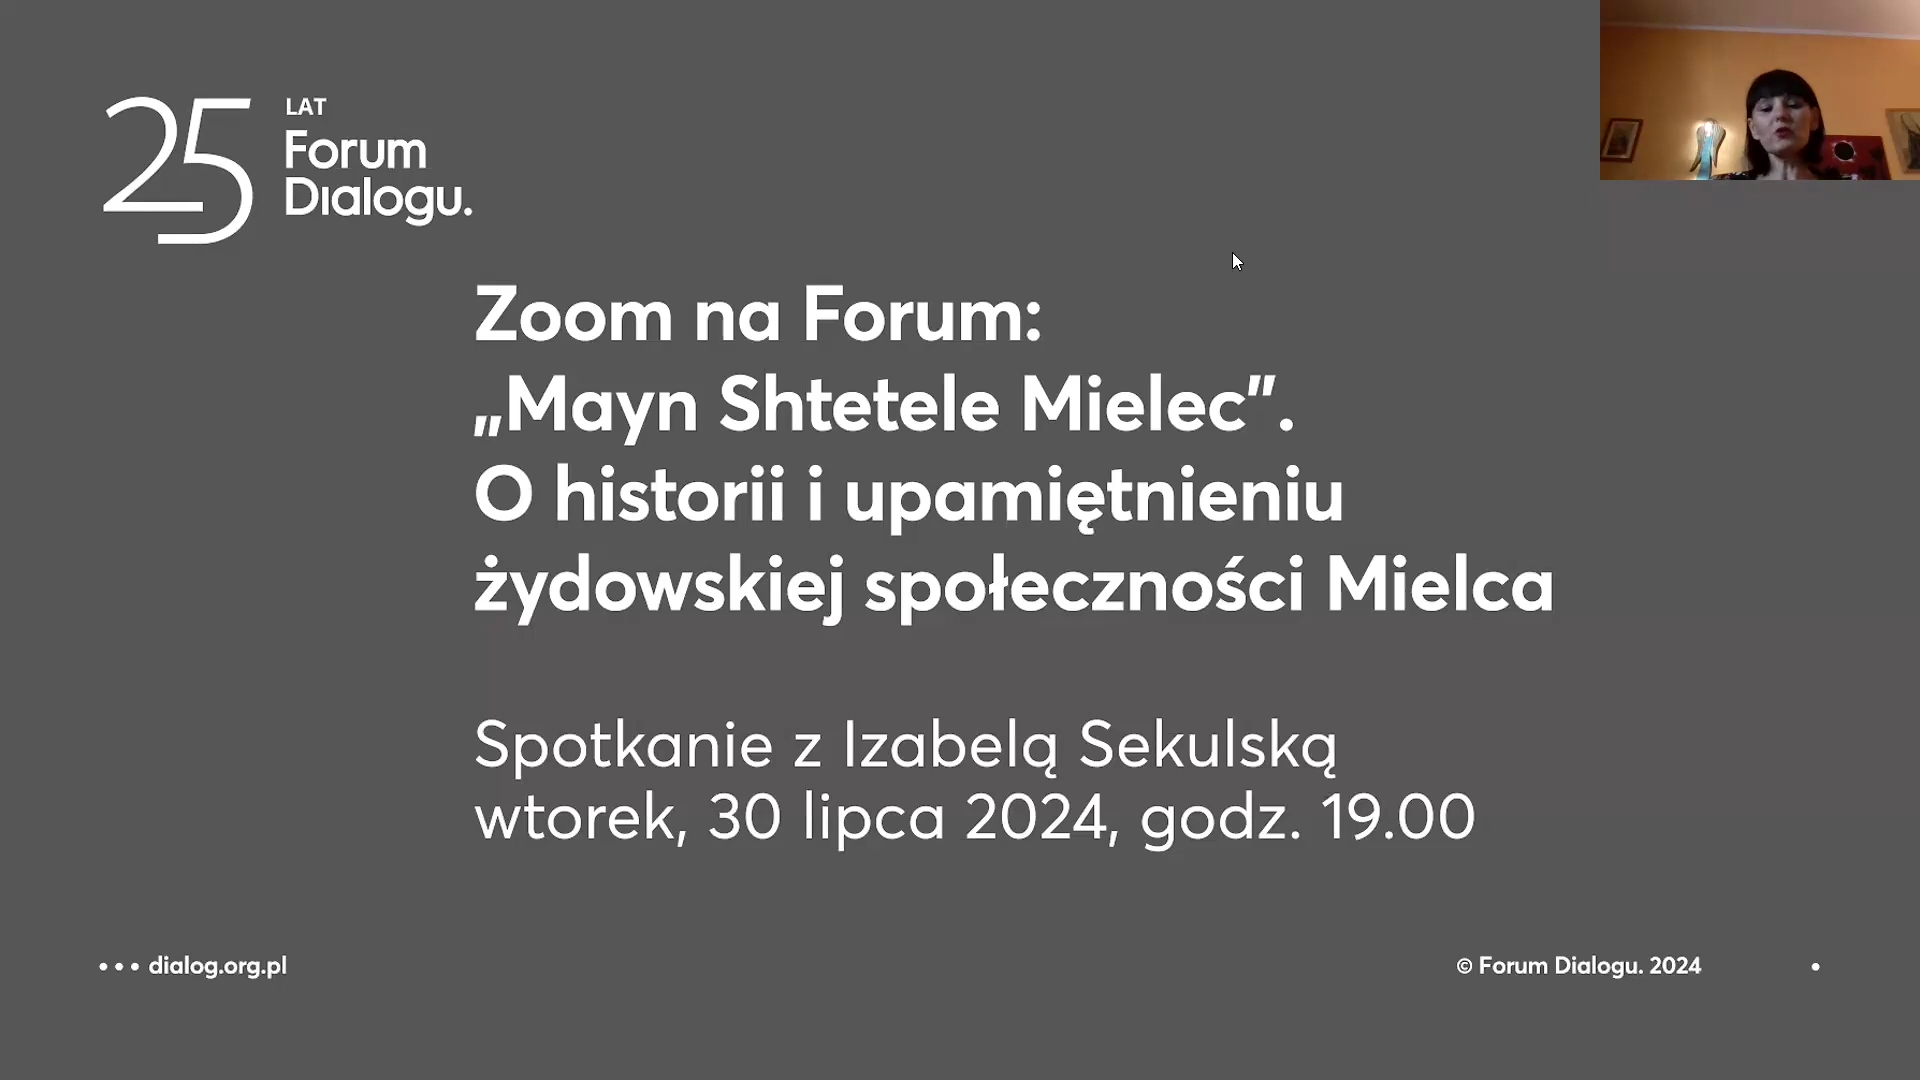 25 LAT
Forum
Dialogu.
Zoom na Forum:
„Mayn Shtetele Mielec”.
O historii i upamiętnieniu
żydowskiej społeczności Mielca
Spotkanie z Izabelą Sekulską
wtorek, 30 lipca 2024, godz. 19.00
dialog.org.pl
© Forum Dialogu. 2024